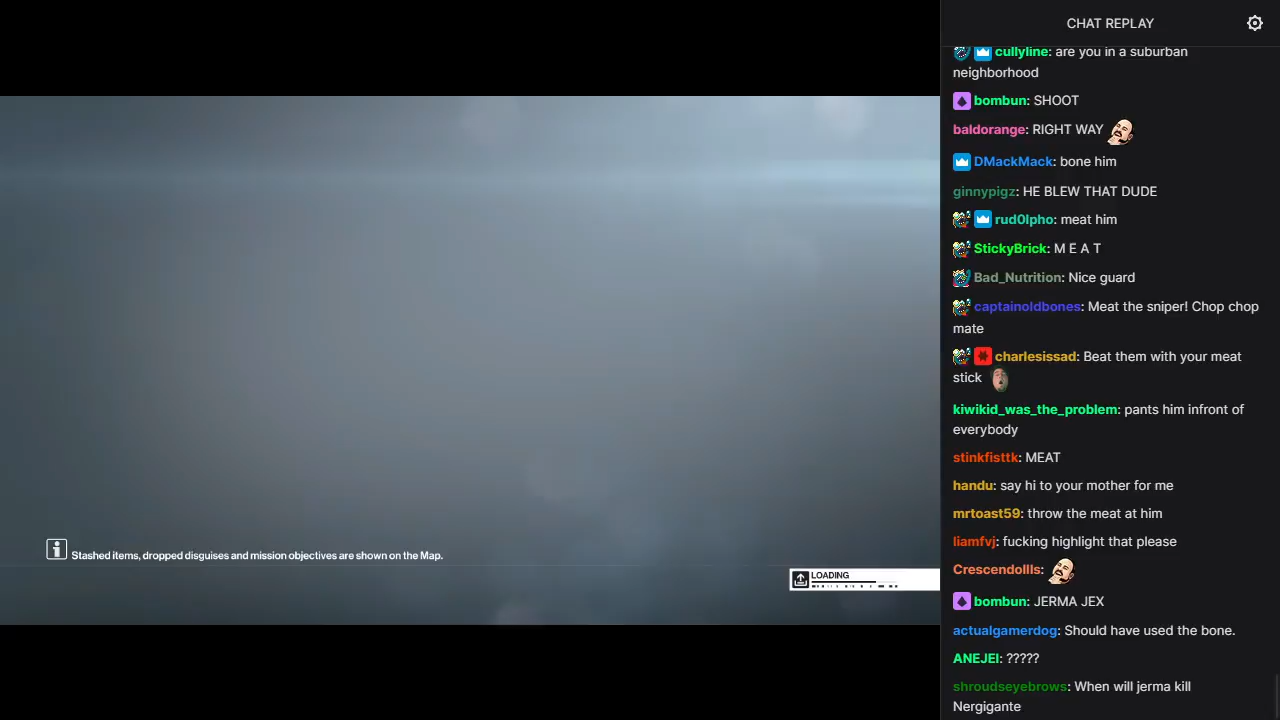 CHAT REPLAY
cullyline: are you in a suburban
neighborhood
bombun: SHOOT
baldorange: RIGHT WAY
DMackMack: bone him
ginnypigz: HE BLEW THAT DUDE
rud0lpho: meat him
StickyBrick: M E A T
Bad_Nutrition: Nice guard
captainoldbones: Meat the sniper! Chop chop
mate
charlesissad: Beat them with your meat
stick
kiwikid_was_the_problem: pants him infront of
everybody
stinkfisttk: MEAT
handu: say hi to your mother for me
mrtoast59: throw the meat at him
liamfvj: fucking highlight that please
Crescendollls:
bombun: JERMA JEX
actualgamerdog: Should have used the bone.
ANEJEI: ?????
shroudseyebrows: When will jerma kill
Nergigante
Stashed items, dropped disguises and mission objectives are shown on the Map.
LOADING